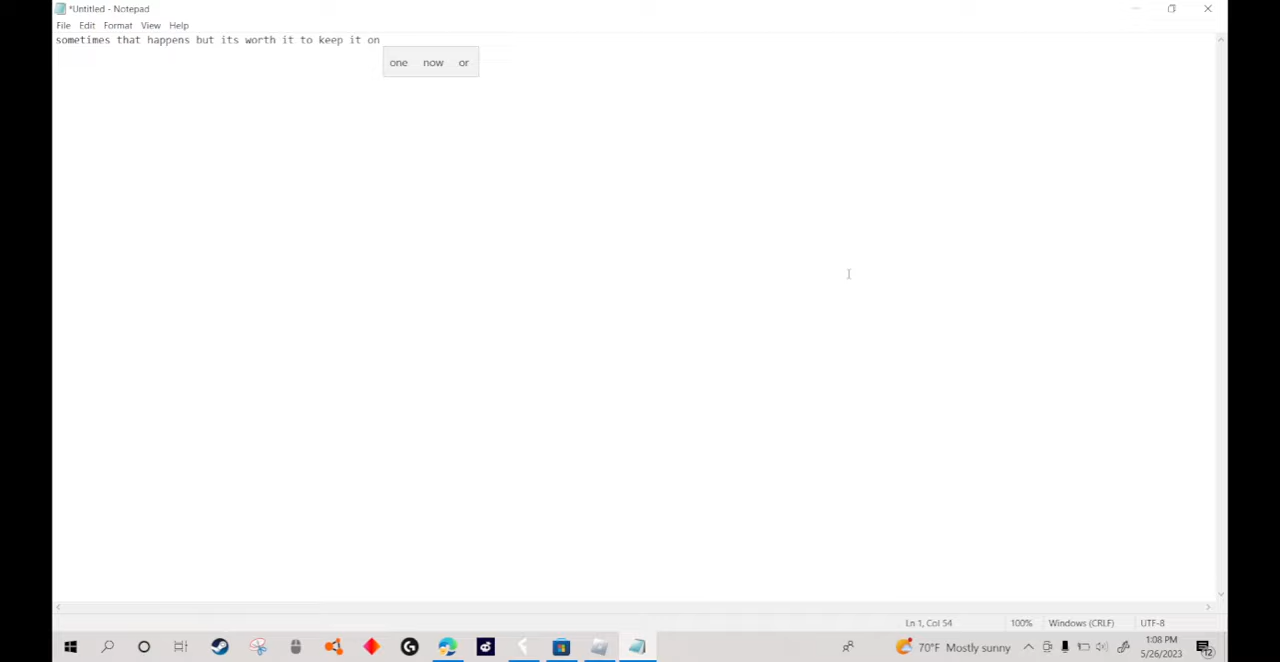 *Untitled - Notepad
File Edit Format View Help
sometimes that happens but its worth it to keep it on
one now or
Ln 1, Col 54 100% Windows (CRLF) UTF-8
70°F Mostly sunny
1:08 PM
5/26/2023
12